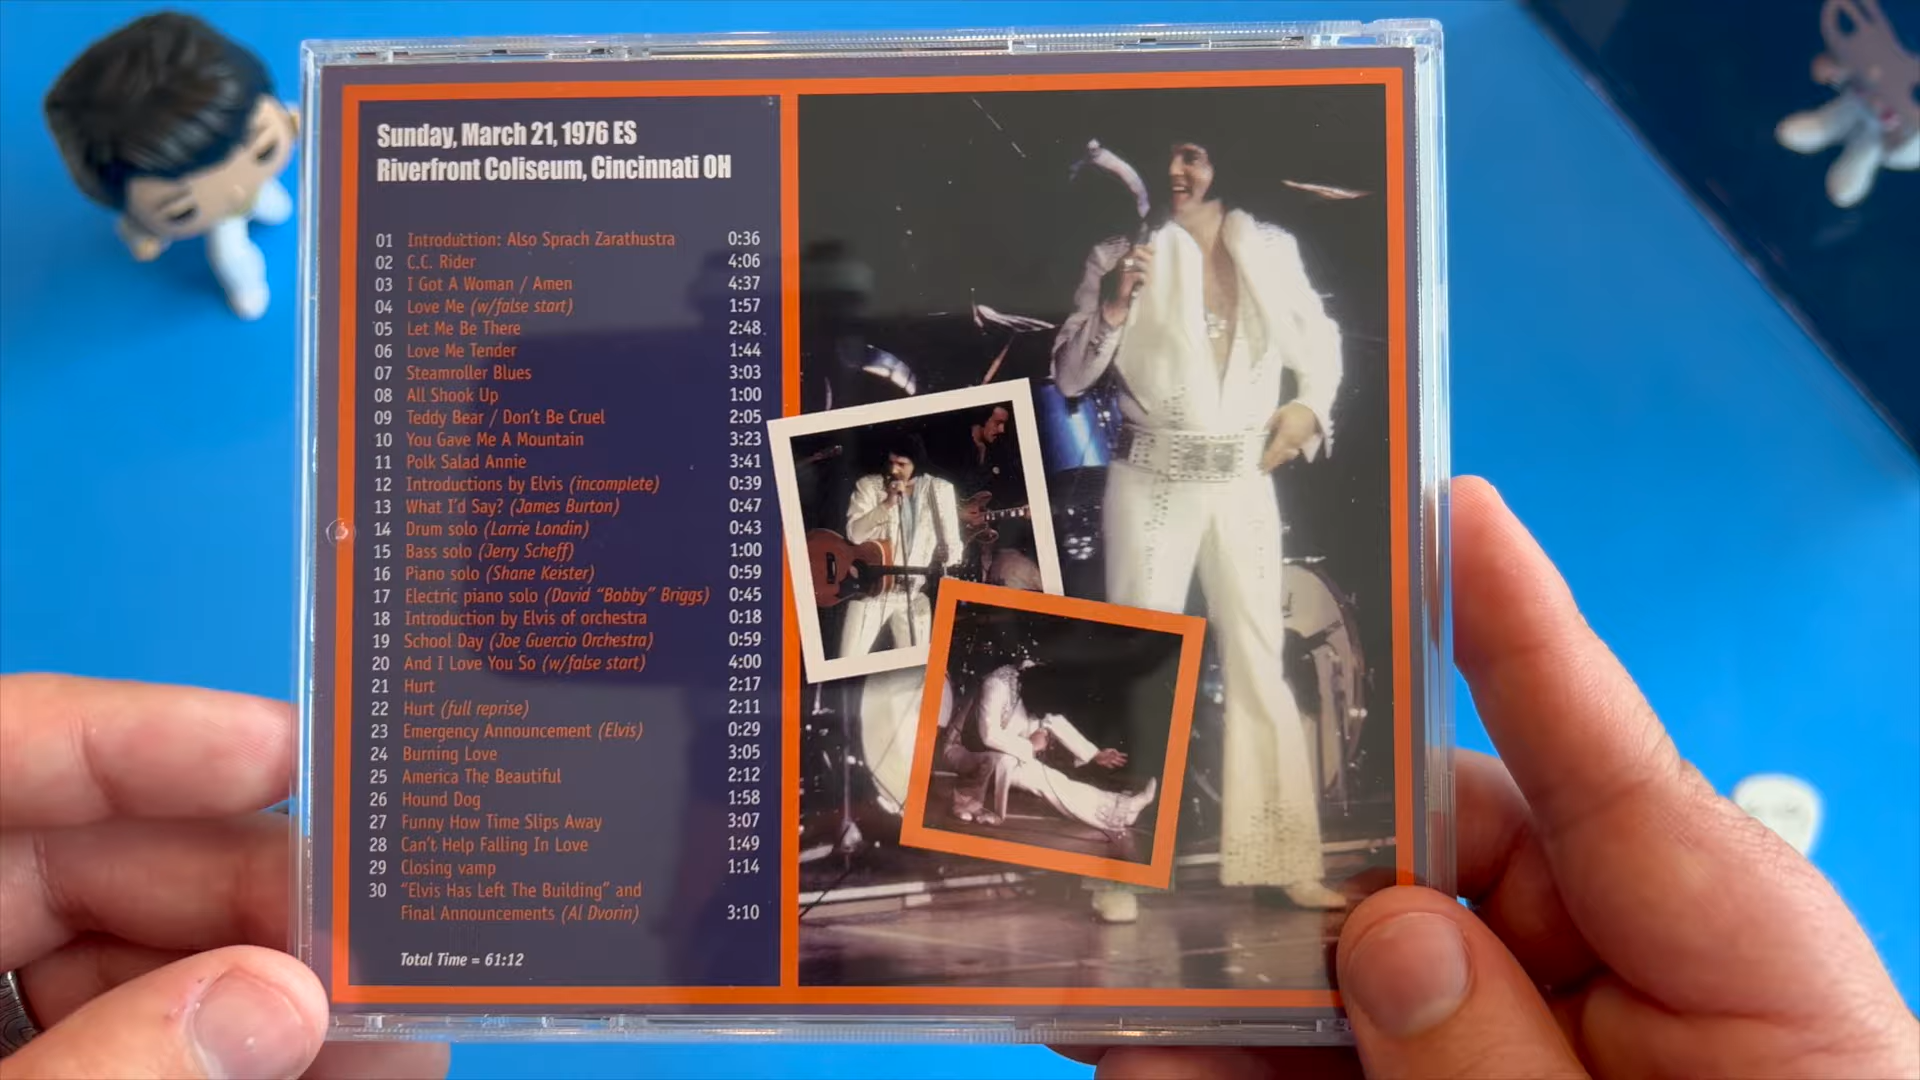 Sunday, March 21, 1976 ES
Riverfront Coliseum, Cincinnati OH
01 Introduction: Also Sprach Zarathustra 0:36
02 C.C. Rider 4:06
03 I Got A Woman / Amen 4:37
04 Love Me (w/false start) 1:57
05 Let Me Be There 2:48
06 Love Me Tender 1:44
07 Steamroller Blues 3:03
08 All Shook Up 1:00
09 Teddy Bear / Don't Be Cruel 2:05
10 You Gave Me A Mountain 3:23
11 Polk Salad Annie 3:41
12 Introductions by Elvis (incomplete) 0:39
13 What I'd Say? (James Burton) 0:47
14 Drum solo (Larrie Londin) 0:43
15 Bass solo (Jerry Scheff) 1:00
16 Piano solo (Shane Keister) 0:59
17 Electric piano solo (David "Bobby" Briggs) 0:45
18 Introduction by Elvis of orchestra 0:18
19 School Day (Joe Guercio Orchestra) 0:59
20 And I Love You So (w/false start) 4:00
21 Hurt 2:17
22 Hurt (full reprise) 2:11
23 Emergency Announcement (Elvis) 0:29
24 Burning Love 3:05
25 America The Beautiful 2:12
26 Hound Dog 1:58
27 Funny How Time Slips Away 3:07
28 Can't Help Falling In Love 1:49
29 Closing vamp 1:14
30 "Elvis Has Left The Building" and
Final Announcements (Al Dvorin) 3:10
Total Time = 61:12